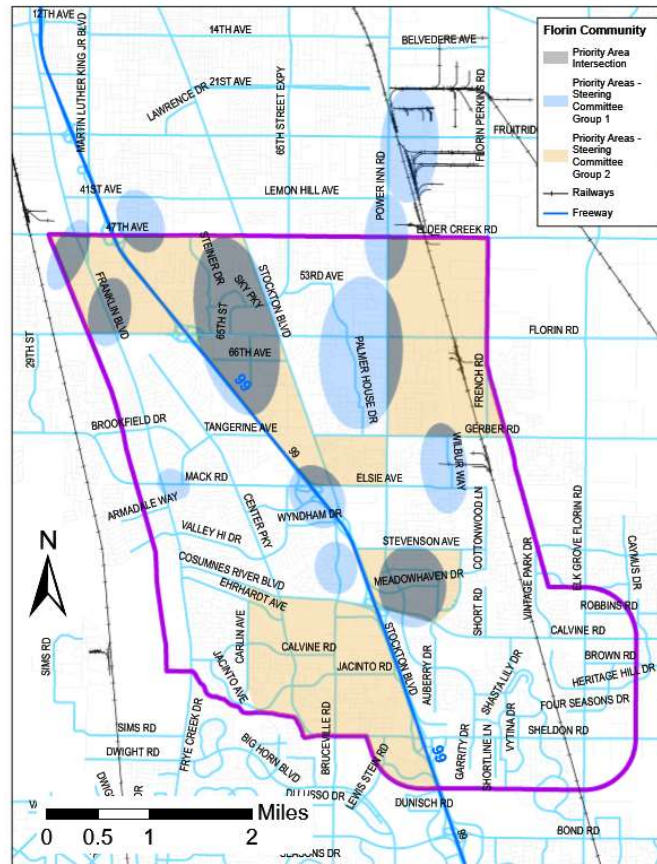 12TH AVE
14TH AVE
BELVEDERE AVE
MARTIN LUTHER KING JR BLVD
21ST AVE
LAWRENCE DR
65TH STREET EXPY
FLORIN PERKINS RD
POWER INN RD
41ST AVE
LEMON HILL AVE
47TH AVE
ELDER CREEK RD
STEINER DR
SKY PKY
STOCKTON BLVD
53RD AVE
FRANKLIN BLVD
65TH ST
FLORIN RD
29TH ST
66TH AVE
99
PALMER HOUSE DR
FRENCH RD
BROOKFIELD DR
TANGERINE AVE
99
GERBER RD
MACK RD
ELSIE AVE
WILBUR WAY
ARMADALE WAY
CENTER PKY
WYNDHAM DR
VALLEY HI DR
STEVENSON AVE
COTTONWOOD LN
COSUMNES RIVER BLVD
MEADOWHAVEN DR
EHRHARDT AVE
SHORT RD
VINTAGE PARK DR
ELK GROVE FLORIN RD
CAYMUS DR
ROBBINS RD
CARLIN AVE
CALVINE RD
CALVINE RD
STOCKTON BLVD
AUBERRY DR
BROWN RD
SIMS RD
JACINTO AVE
JACINTO RD
HERITAGE HILL DR
SHASTA LILY DR
FOUR SEASONS DR
SIMS RD
FRYE CREEK DR
BRUCEVILLE RD
GARRITY DR
SHORTLINE LN
VYTINA DR
SHELDON RD
DWIGHT RD
BIG HORN BLVD
LEWIS STEIN RD
99
DUNISCH RD
99
BOND RD
N
0 0.5 1 2 Miles
Florin Community
Priority Area
Intersection
Priority Areas -
Steering
Committee
Group 1
Priority Areas -
Steering
Committee
Group 2
Railways
Freeway